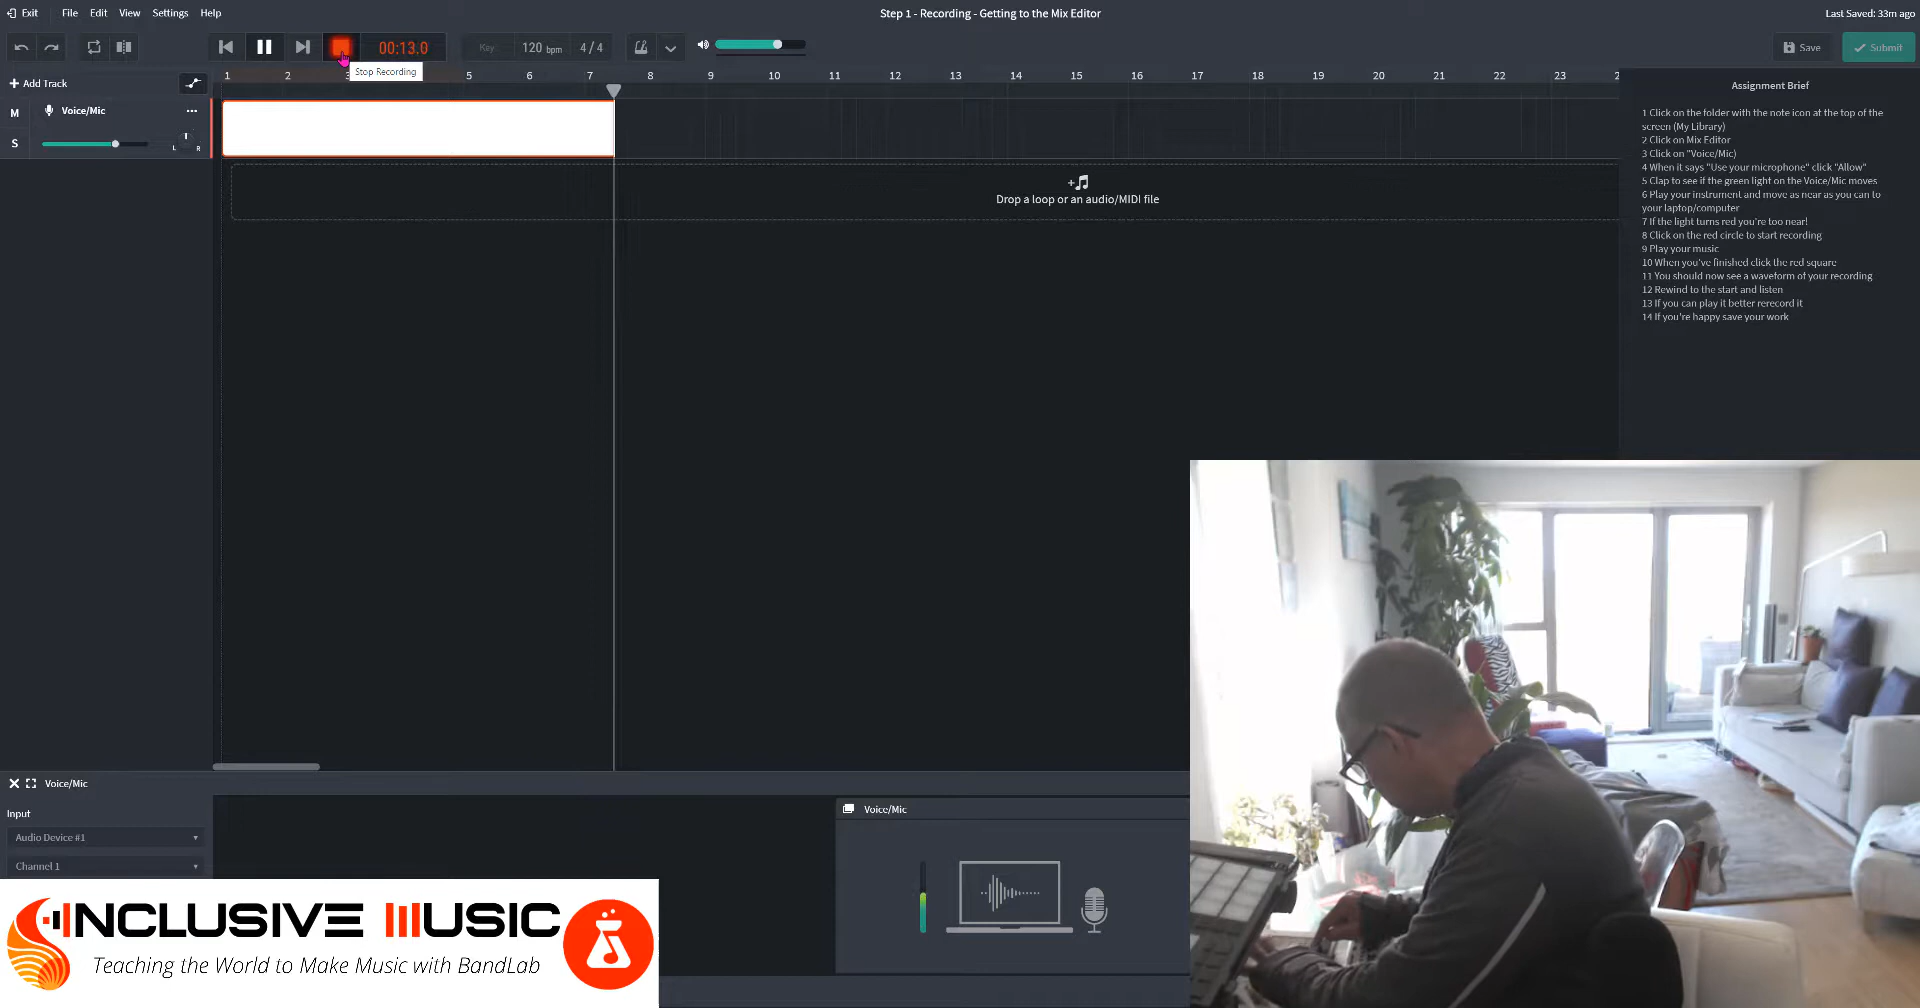 Exit File Edit View Settings Help
Step 1 - Recording - Getting to the Mix Editor
Last Saved: 33m ago
00:13.0
Key 120 bpm 4/4
Save
Submit
Stop Recording
Add Track
1 2 3 5 6 7 8 9 10 11 12 13 14 15 16 17 18 19 20 21 22 23
M
Voice/Mic
S
L R
Drop a loop or an audio/MIDI file
Assignment Brief
1 Click on the folder with the note icon at the top of the
screen (My Library)
2 Click on Mix Editor
3 Click on "Voice/Mic)
4 When it says "Use your microphone" click "Allow"
5 Clap to see if the green light on the Voice/Mic moves
6 Play your instrument and move as near as you can to
your laptop/computer
7 If the light turns red you're too near!
8 Click on the red circle to start recording
9 Play your music
10 When you've finished click the red square
11 You should now see a waveform of your recording
12 Rewind to the start and listen
13 If you can play it better rerecord it
14 If you're happy save your work
Voice/Mic
Input
Audio Device #1
Channel 1
Voice/Mic
INCLUSIVE MUSIC
Teaching the World to Make Music with BandLab